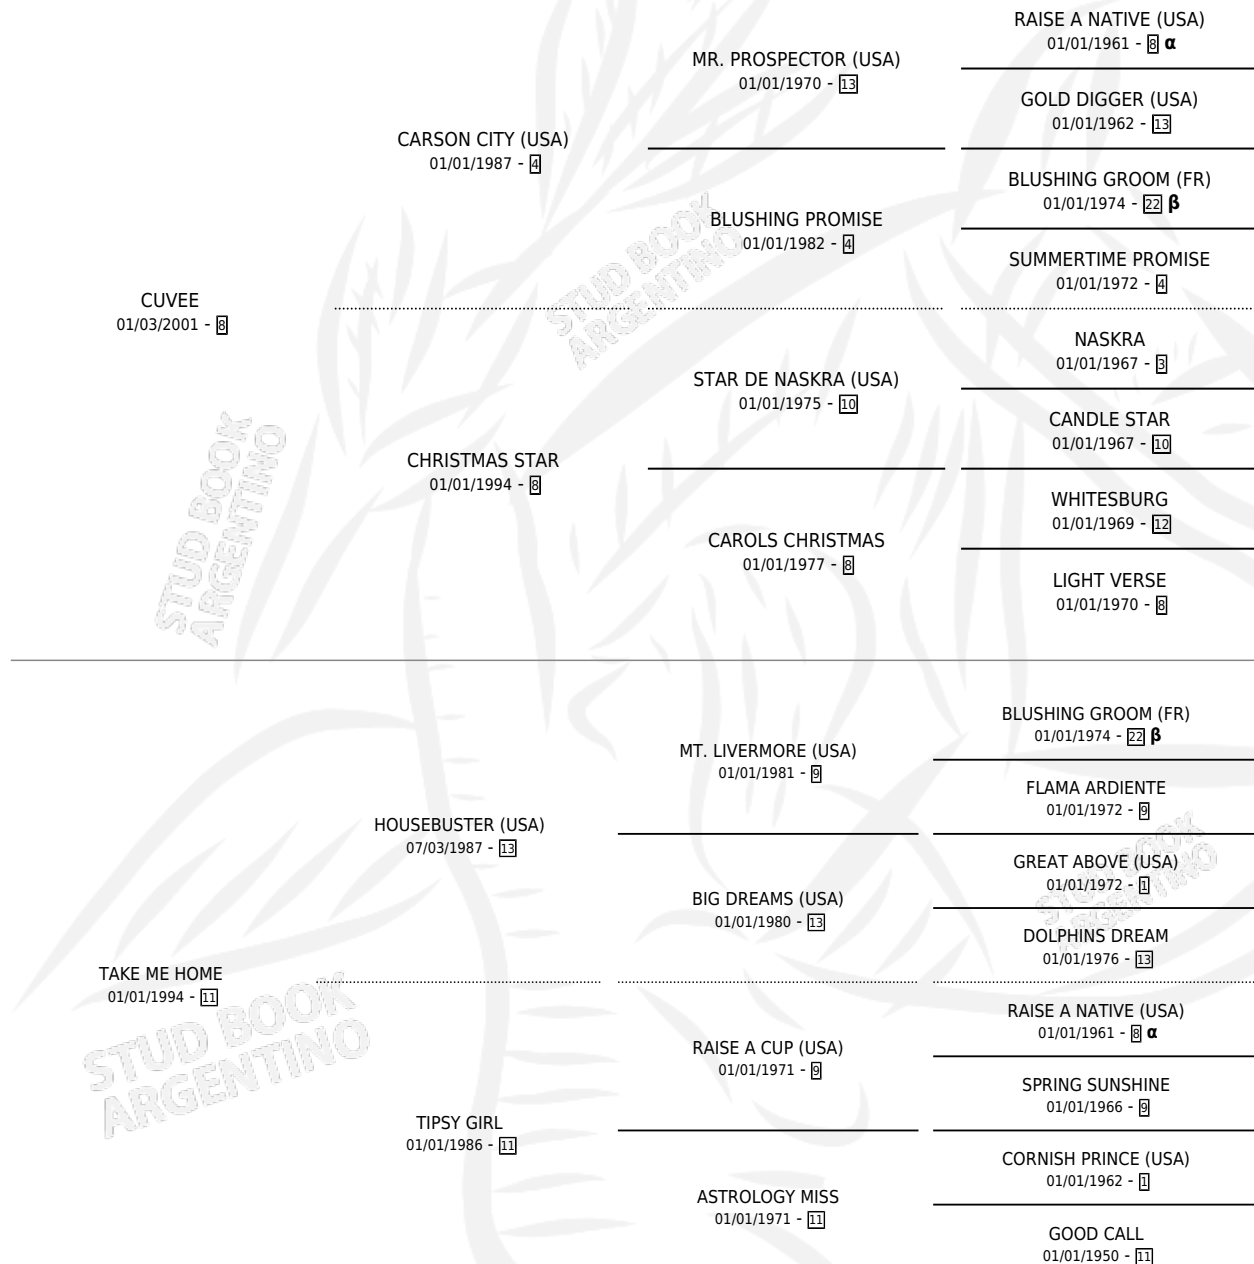 RAISE A NATIVE (USA)
01/01/1961 - 8 α
MR. PROSPECTOR (USA)
01/01/1970 - 13
GOLD DIGGER (USA)
01/01/1962 - 13
CARSON CITY (USA)
01/01/1987 - 4
BLUSHING GROOM (FR)
01/01/1974 - 22 β
BLUSHING PROMISE
01/01/1982 - 4
SUMMERTIME PROMISE
01/01/1972 - 4
CUVEE
01/03/2001 - 8
NASKRA
01/01/1967 - 3
STAR DE NASKRA (USA)
01/01/1975 - 10
CANDLE STAR
01/01/1967 - 10
CHRISTMAS STAR
01/01/1994 - 8
WHITESBURG
01/01/1969 - 12
CAROLS CHRISTMAS
01/01/1977 - 8
LIGHT VERSE
01/01/1970 - 8
BLUSHING GROOM (FR)
01/01/1974 - 22 β
MT. LIVERMORE (USA)
01/01/1981 - 9
FLAMA ARDIENTE
01/01/1972 - 9
HOUSEBUSTER (USA)
07/03/1987 - 13
GREAT ABOVE (USA)
01/01/1972 - 1
BIG DREAMS (USA)
01/01/1980 - 13
DOLPHINS DREAM
01/01/1976 - 13
TAKE ME HOME
01/01/1994 - 11
RAISE A NATIVE (USA)
01/01/1961 - 8 α
RAISE A CUP (USA)
01/01/1971 - 9
SPRING SUNSHINE
01/01/1966 - 9
TIPSY GIRL
01/01/1986 - 11
CORNISH PRINCE (USA)
01/01/1962 - 1
ASTROLOGY MISS
01/01/1971 - 11
GOOD CALL
01/01/1950 - 11
STUD BOOK
ARGENTINO
STUD BOOK
ARGENTINO
STUD BOOK
ARGENTINO
STUD BOOK
ARGENTINO